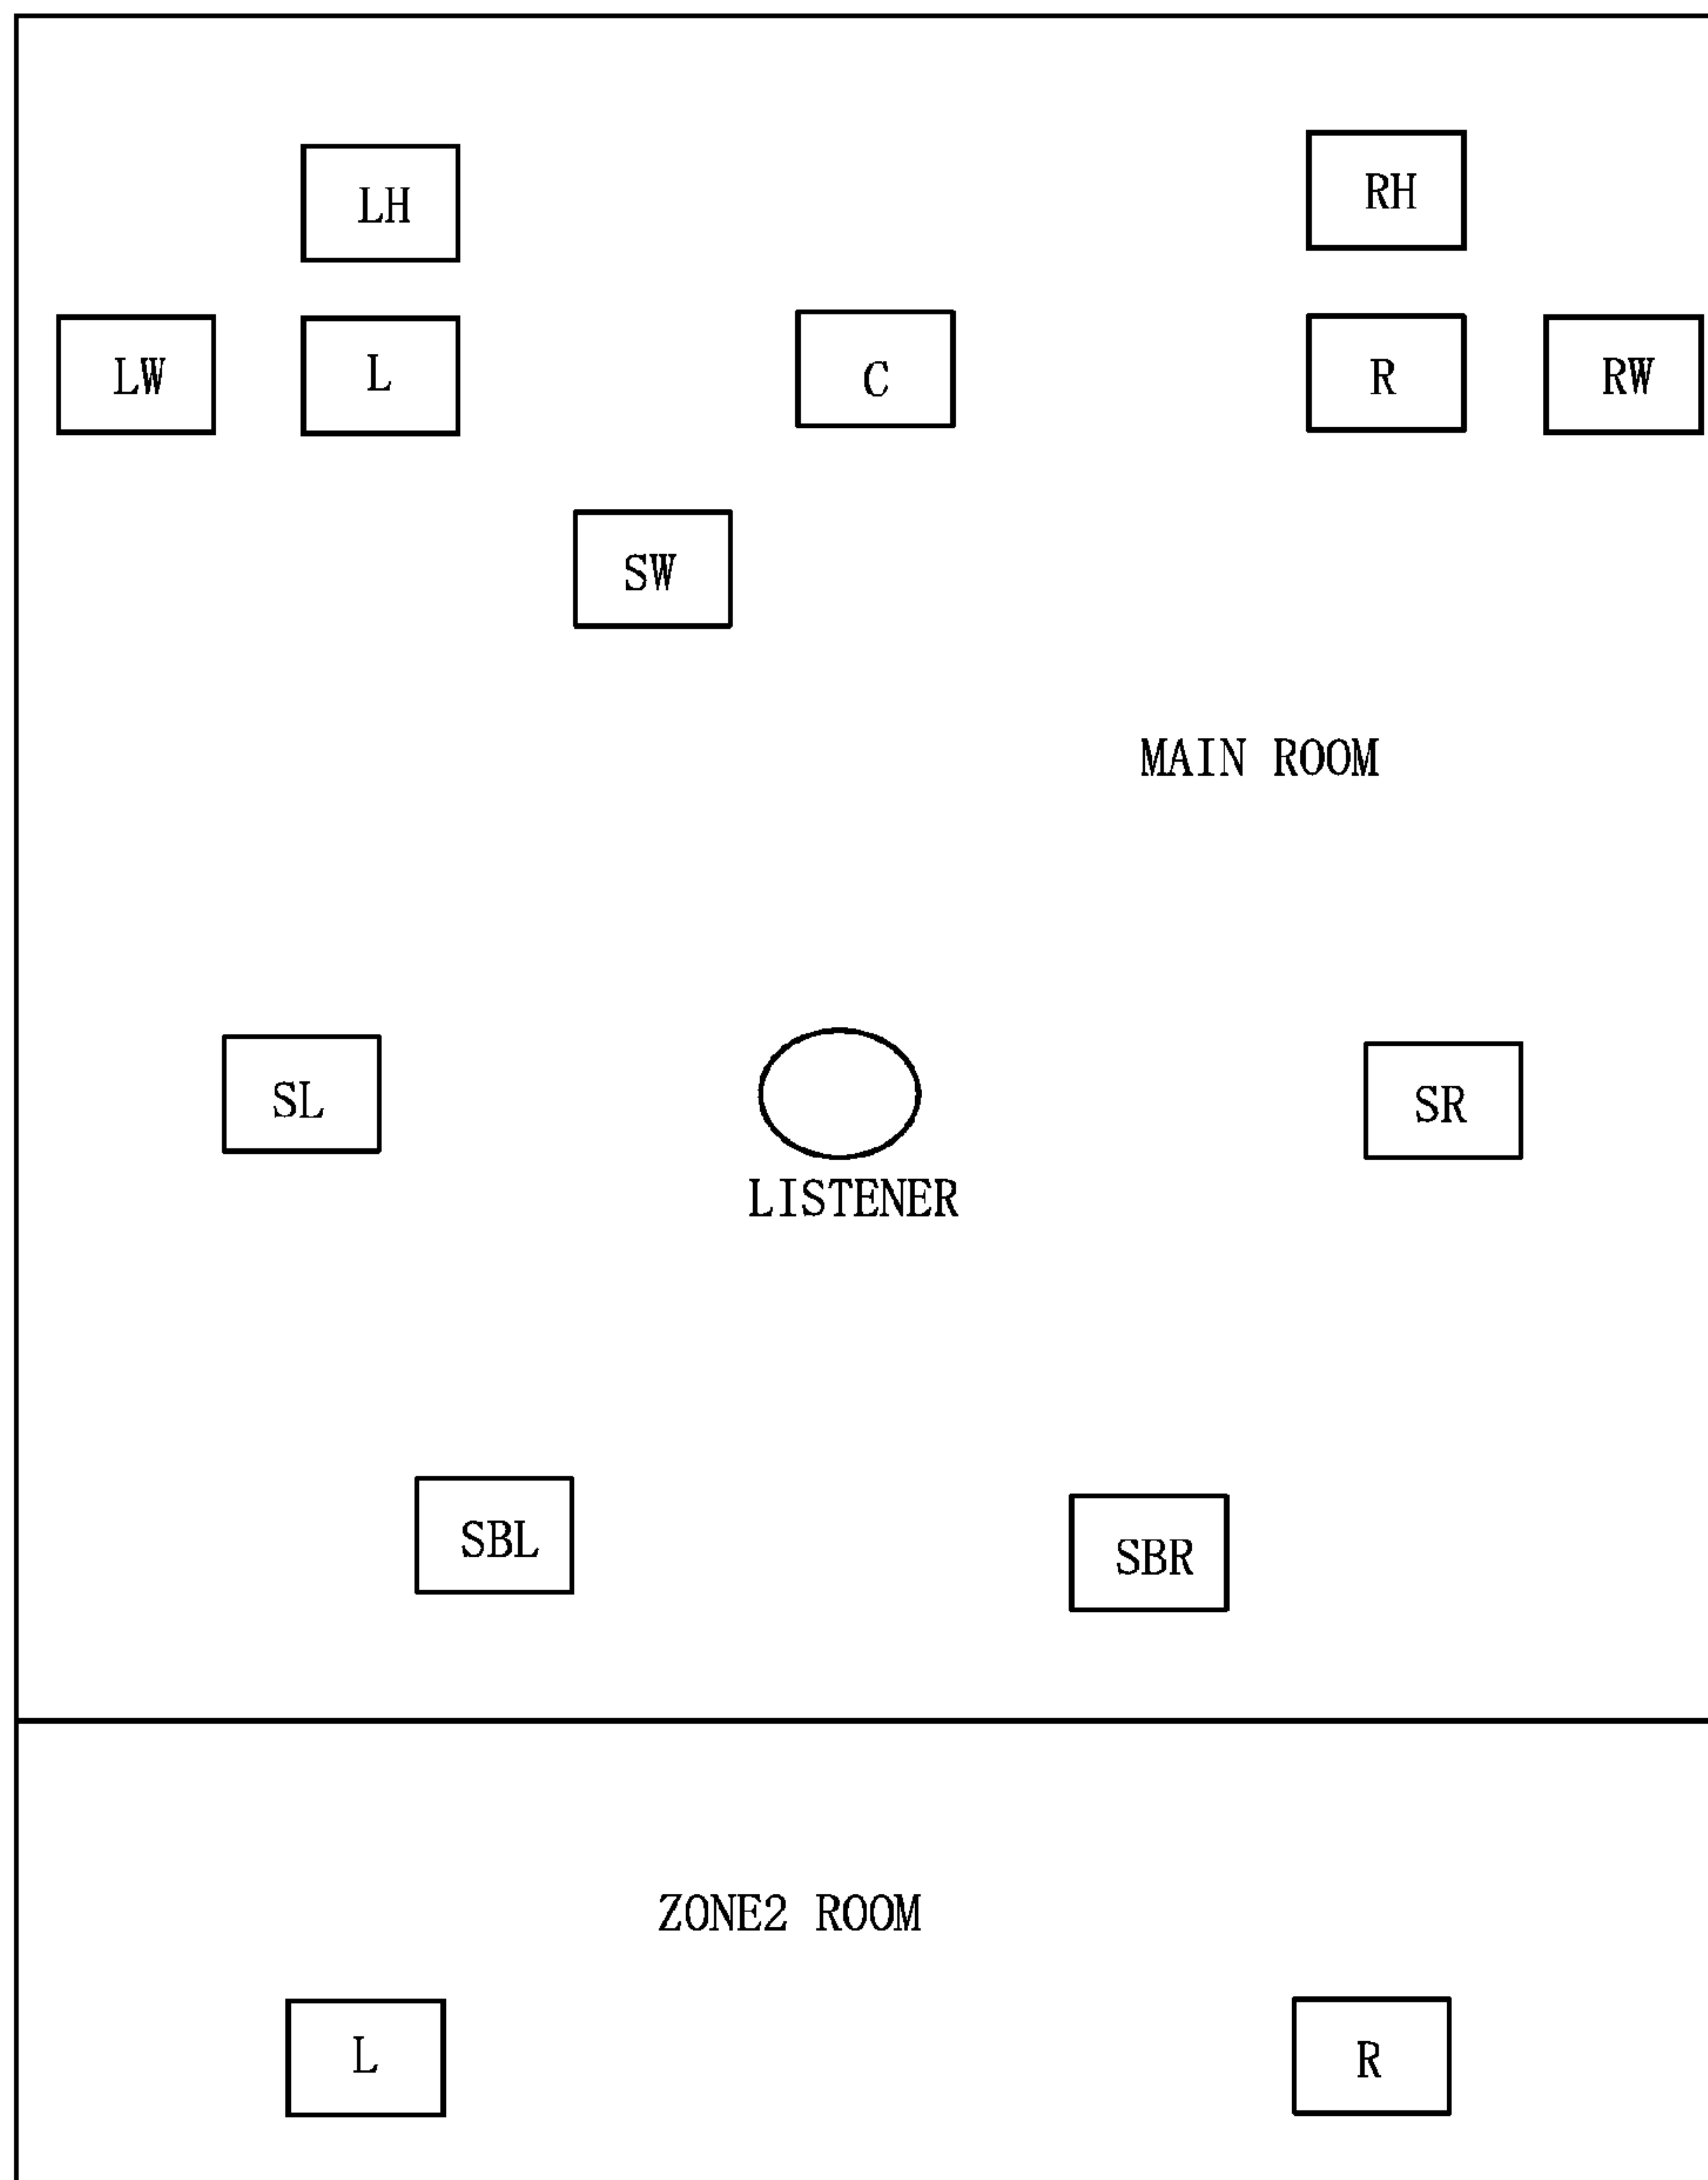 LH
RH
LW
L
C
R
RW
SW
MAIN ROOM
SL
SR
LISTENER
SBL
SBR
ZONE2 ROOM
L
R